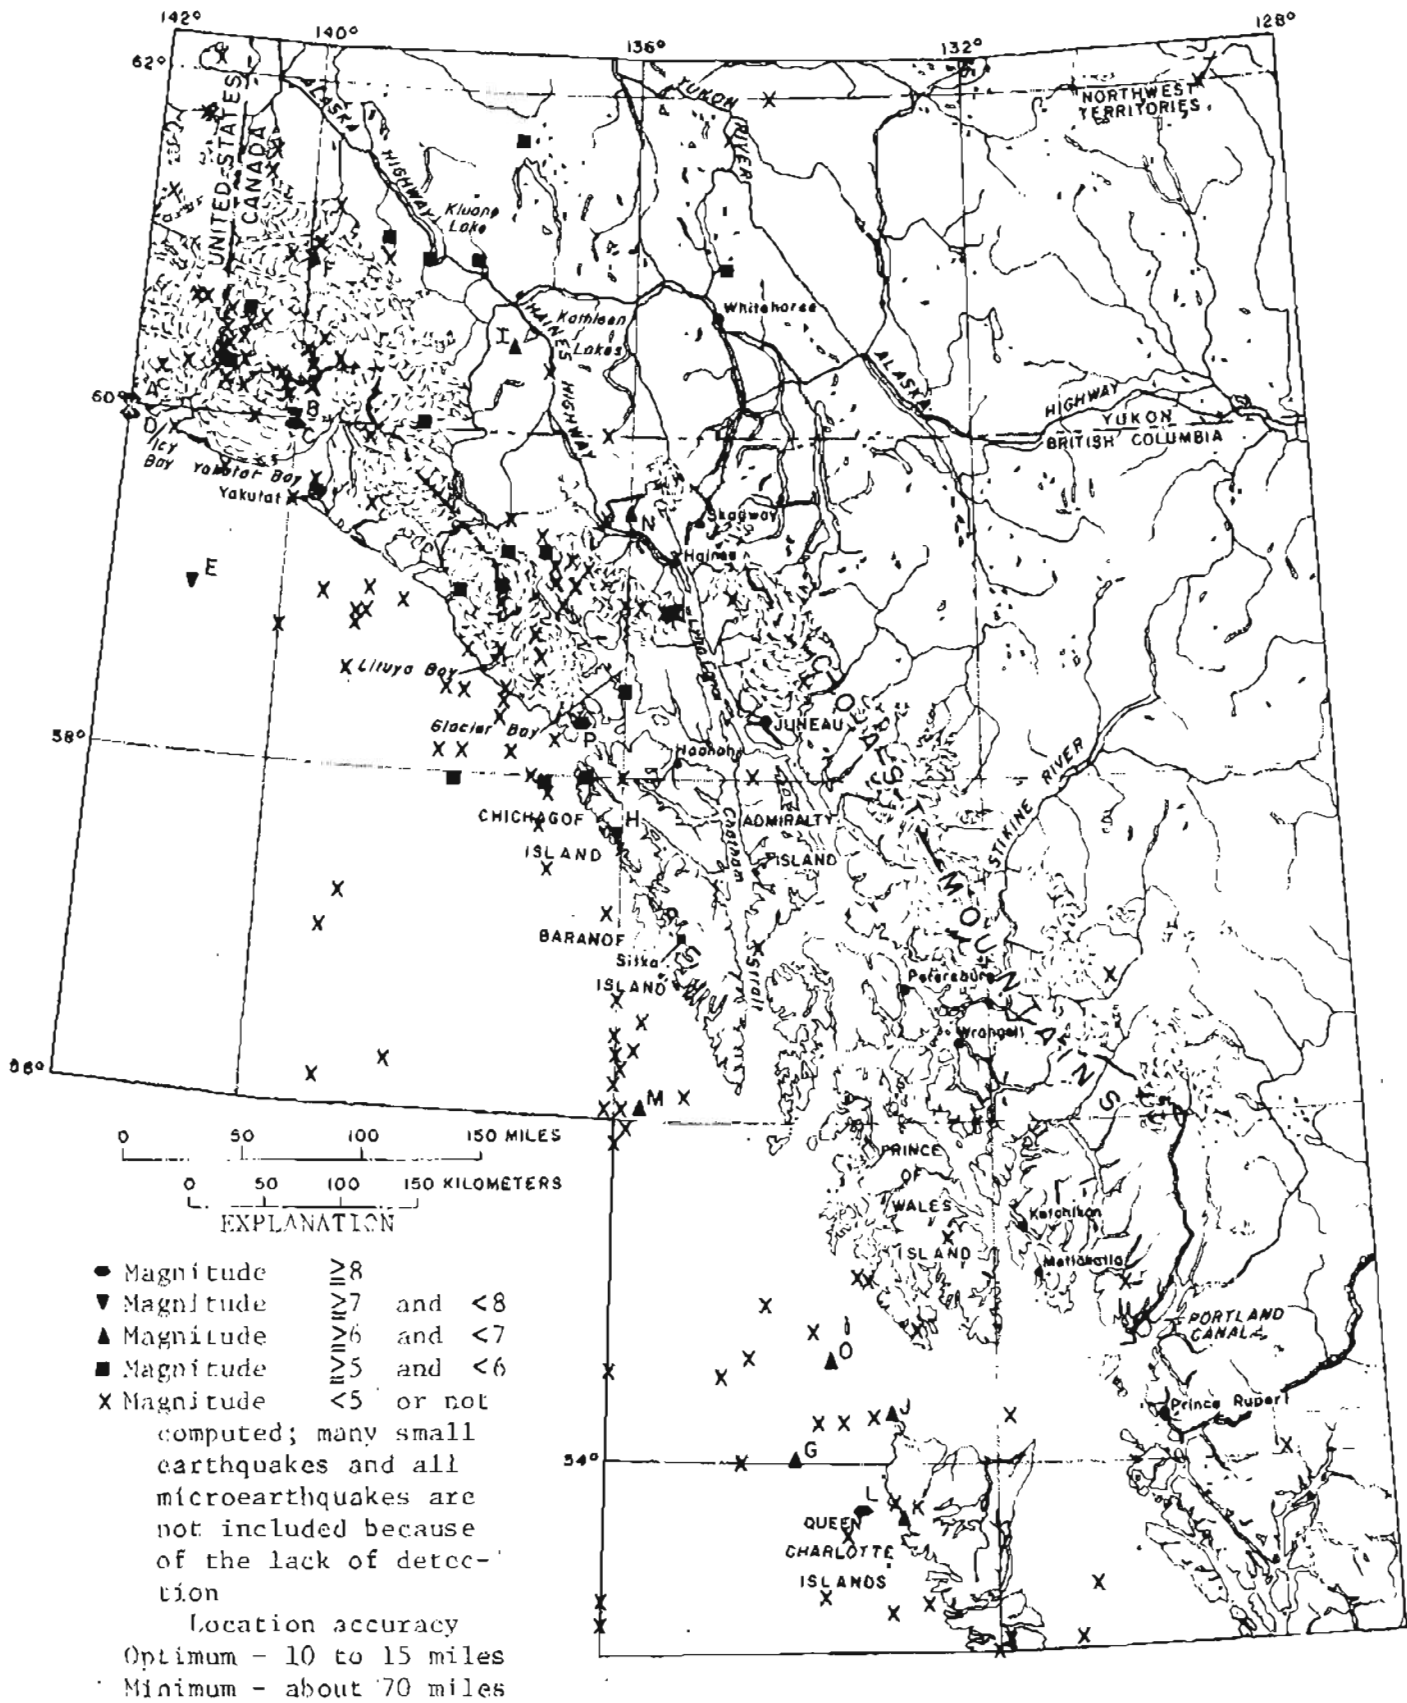 142°
140°
136°
132°
128°
62°
ALASKA
HIGHWAY
YUKON
RIVER
NORTHWEST
TERRITORIES
UNITED STATES
CANADA
Kluane
Lake
F
Whitehorse
Kathleen
Lakes
I
HAINES HIGHWAY
ALASKA
HIGHWAY
YUKON
BRITISH COLUMBIA
60°
A
C
D
B
ICY
BAY
Yakutat Bay
Yakutat
E
N
Skagway
Haines
Lynn Canal
Lituya Bay
Glacier Bay
P
JUNEAU
Hoonah
58°
COAST MOUNTAINS
STIKINE RIVER
CHICHAGOF
ISLAND
H
ADMIRALTY
ISLAND
Chatham
Strait
BARANOF
Sitka
ISLAND
Petersburg
Wrangell
56°
M
0 50 100 150 MILES
0 50 100 150 KILOMETERS
PRINCE
OF
WALES
ISLAND
Ketchikan
Metlakatla
PORTLAND
CANAL
O
J
G
Prince Rupert
54°
L
QUEEN
CHARLOTTE
ISLANDS
EXPLANATION
Magnitude ≥8
Magnitude ≥7 and <8
Magnitude ≥6 and <7
Magnitude ≥5 and <6
x Magnitude <5 or not
computed; many small
earthquakes and all
microearthquakes are
not included because
of the lack of detec-
tion
Location accuracy
Optimum - 10 to 15 miles
Minimum - about 70 miles